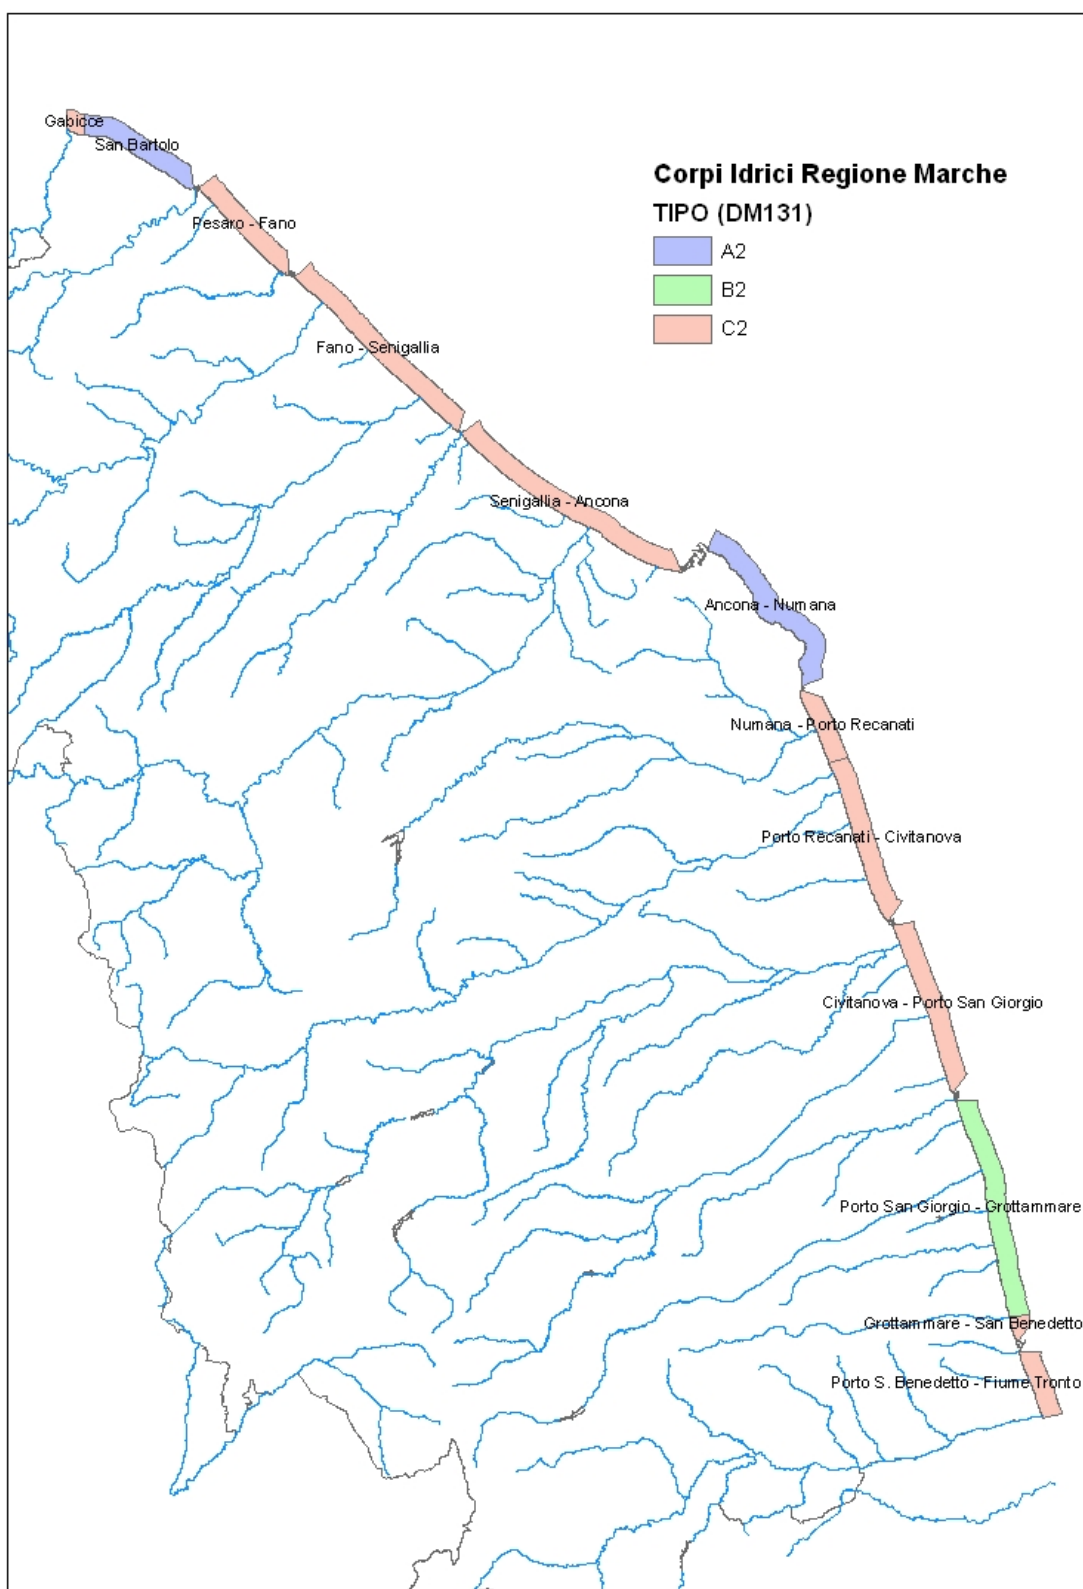 Gabicce
San Bartolo
Corpi Idrici Regione Marche
TIPO (DM131)
A2
B2
C2
Pesaro - Fano
Fano - Senigallia
Senigallia - Ancona
Ancona - Numana
Numana - Porto Recanati
Porto Recanati - Civitanova
Civitanova - Porto San Giorgio
Porto San Giorgio - Grottammare
Grottammare - San Benedetto
Porto S. Benedetto - Fiume Tronto